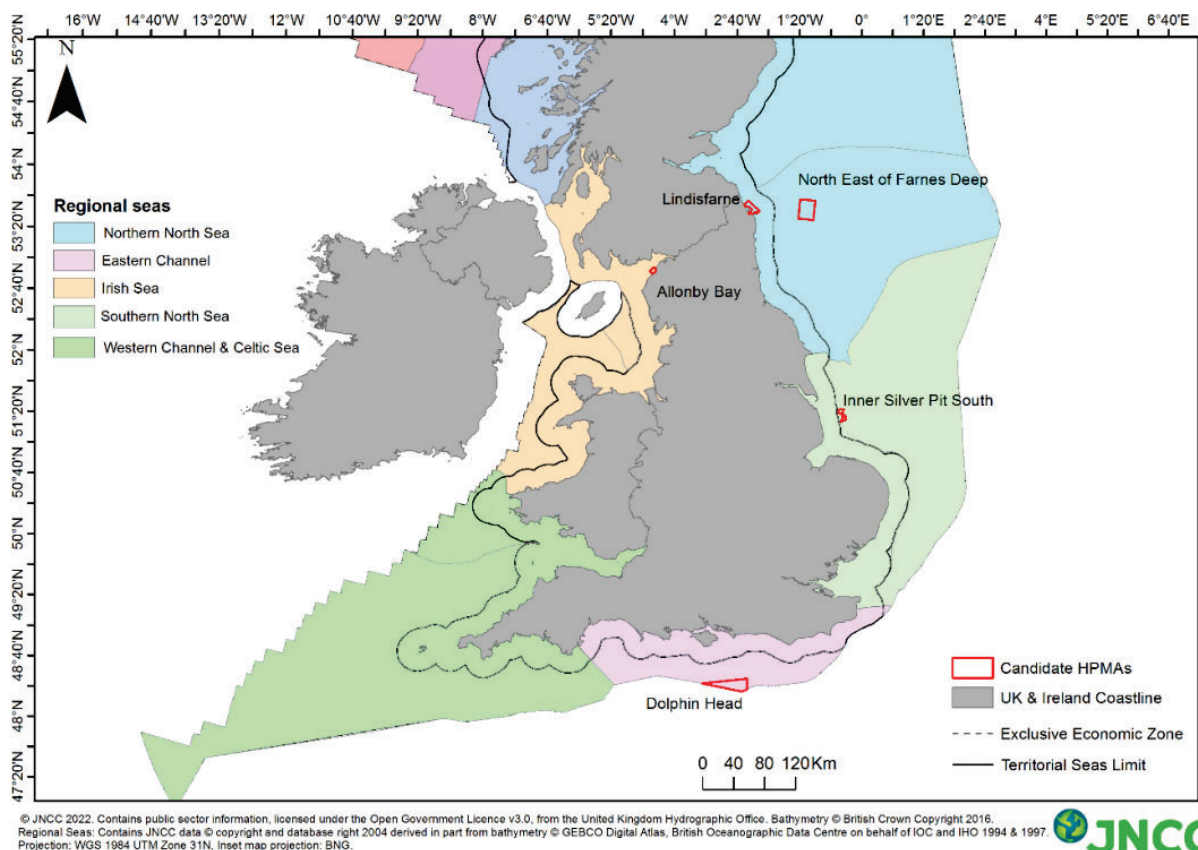 16°W 14°40'W 13°20'W 12°W 10°40'W 9°20'W 8°W 6°40'W 5°20'W 4°W 2°40'W 1°20'W 0° 1°20'E 2°40'E 4°E 5°20'E 6°40'E
55°20'N
54°40'N
54°N
53°20'N
52°40'N
52°N
51°20'N
50°40'N
50°N
49°20'N
48°40'N
48°N
47°20'N
N
Regional seas
Northern North Sea
Eastern Channel
Irish Sea
Southern North Sea
Western Channel & Celtic Sea
North East of Farnes Deep
Lindisfarne
Allonby Bay
Inner Silver Pit South
Dolphin Head
Candidate HPMAs
UK & Ireland Coastline
Exclusive Economic Zone
Territorial Seas Limit
0 40 80 120Km
© JNCC 2022. Contains public sector information, licensed under the Open Government Licence v3.0, from the United Kingdom Hydrographic Office. Bathymetry © British Crown Copyright 2016.
Regional Seas: Contains JNCC data © copyright and database right 2004 derived in part from bathymetry © GEBCO Digital Atlas, British Oceanographic Data Centre on behalf of IOC and IHO 1994 & 1997.
Projection: WGS 1984 UTM Zone 31N, Inset map projection: BNG.
JNCC